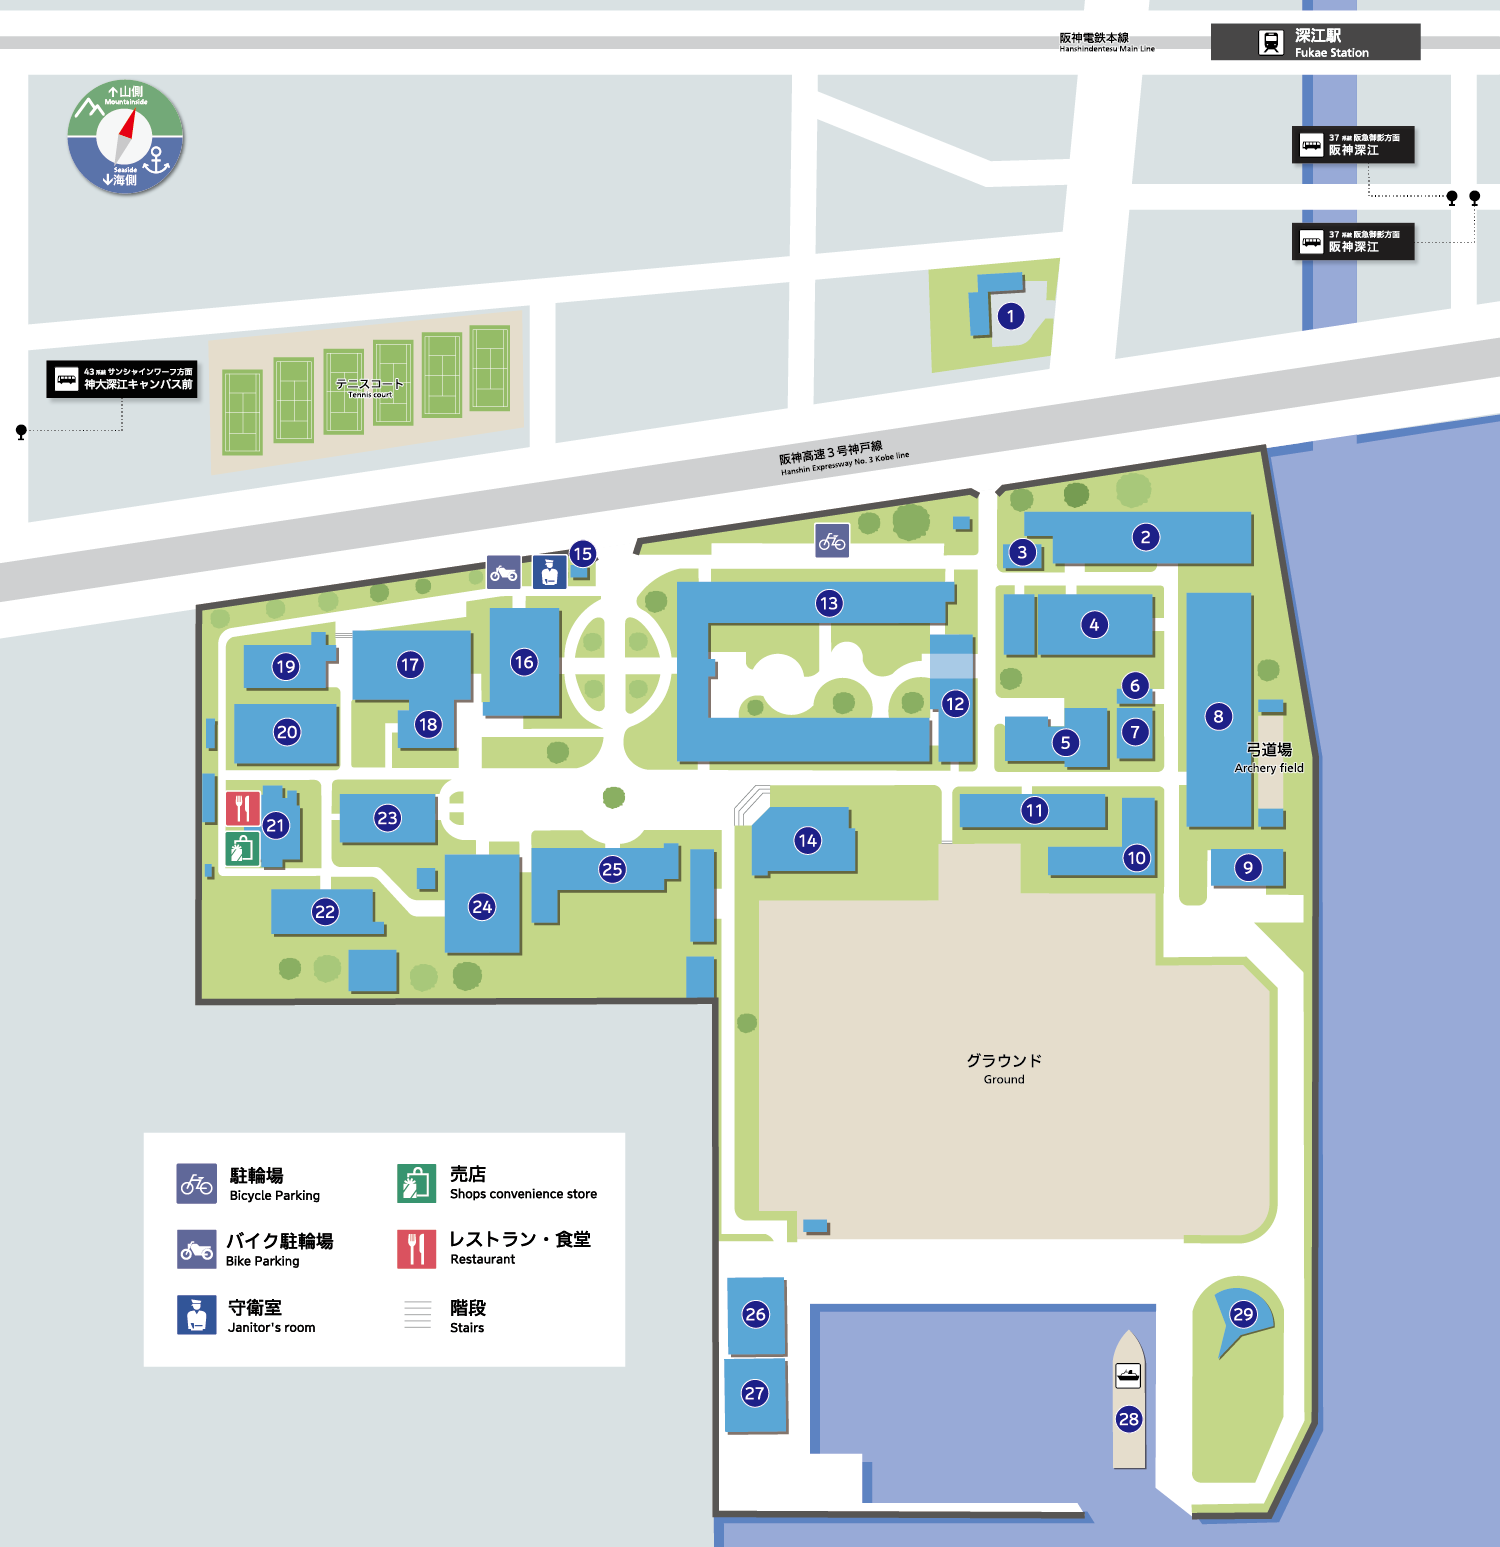 阪神電鉄本線
Hanshindentesu Main Line
深江駅
Fukae Station
↑山側
Mountainside
Seaside
↓海側
37 系統 阪急御影方面
阪神深江
37 系統 阪急御影方面
阪神深江
1
43 系統 サンシャインワーフ方面
神大深江キャンパス前
テニスコート
Tennis court
阪神高速3号神戸線
Hanshin Expressway No. 3 Kobe line
2
3
15
13
4
16
17
19
6
12
8
18
20
7
5
弓道場
Archery field
11
23
21
14
10
9
25
24
22
グラウンド
Ground
駐輪場
Bicycle Parking
売店
Shops convenience store
バイク駐輪場
Bike Parking
レストラン・食堂
Restaurant
守衛室
Janitor's room
階段
Stairs
26
29
27
28